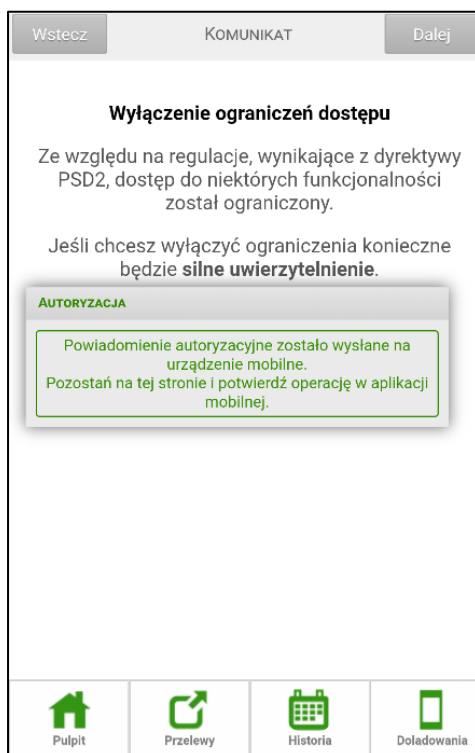 Wstecz
KOMUNIKAT
Dalej
Wyłączenie ograniczeń dostępu
Ze względu na regulacje, wynikające z dyrektywy
PSD2, dostęp do niektórych funkcjonalności
został ograniczony.
Jeśli chcesz wyłączyć ograniczenia konieczne
będzie silne uwierzytelnienie.
AUTORYZACJA
Powiadomienie autoryzacyjne zostało wysłane na
urządzenie mobilne.
Pozostań na tej stronie i potwierdź operację w aplikacji
mobilnej.
Pulpit
Przelewy
Historia
Doladowania